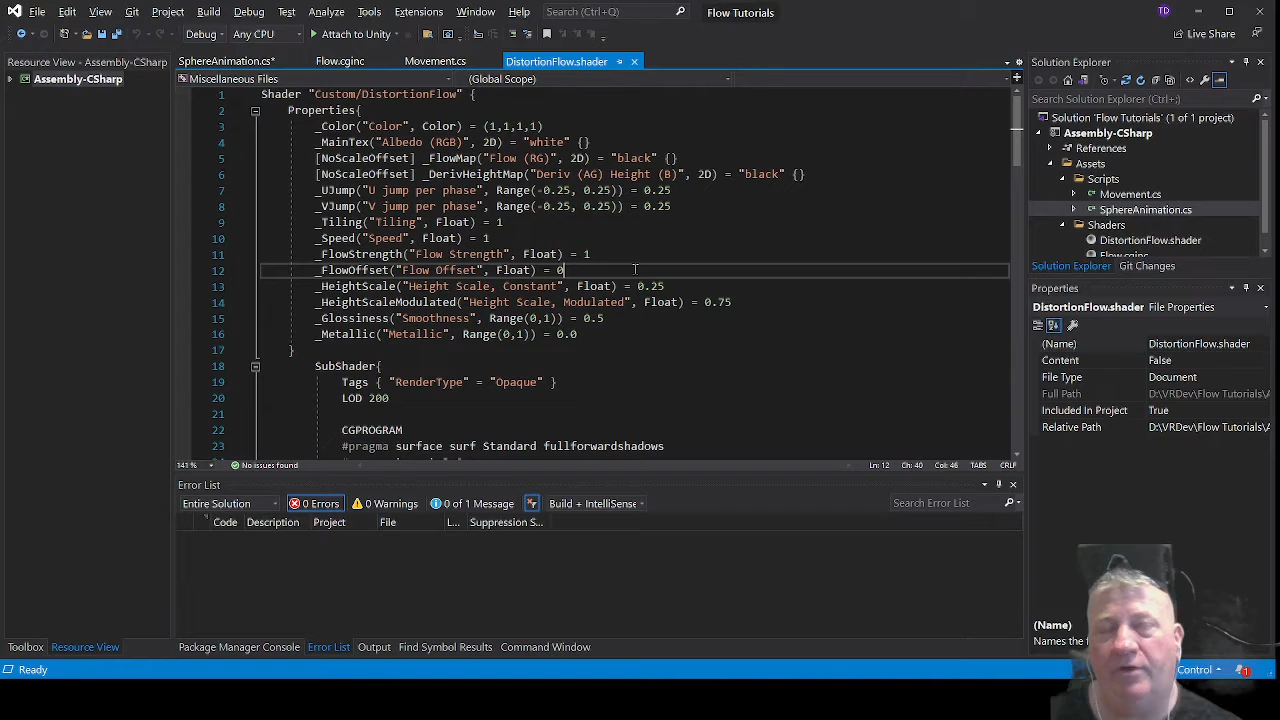 File Edit View Git Project Build Debug Test Analyze Tools Extensions Window Help Search (Ctrl+Q) Flow Tutorials TD
Debug Any CPU Attach to Unity Live Share
Resource View - Assembly-CSharp
Assembly-CSharp
SphereAnimation.cs* Flow.cginc Movement.cs DistortionFlow.shader
Miscellaneous Files (Global Scope)
1 Shader "Custom/DistortionFlow" {
2 Properties{
3 _Color("Color", Color) = (1,1,1,1)
4 _MainTex("Albedo (RGB)", 2D) = "white" {}
5 [NoScaleOffset] _FlowMap("Flow (RG)", 2D) = "black" {}
6 [NoScaleOffset] _DerivHeightMap("Deriv (AG) Height (B)", 2D) = "black" {}
7 _UJump("U jump per phase", Range(-0.25, 0.25)) = 0.25
8 _VJump("V jump per phase", Range(-0.25, 0.25)) = 0.25
9 _Tiling("Tiling", Float) = 1
10 _Speed("Speed", Float) = 1
11 _FlowStrength("Flow Strength", Float) = 1
12 _FlowOffset("Flow Offset", Float) = 0
13 _HeightScale("Height Scale, Constant", Float) = 0.25
14 _HeightScaleModulated("Height Scale, Modulated", Float) = 0.75
15 _Glossiness("Smoothness", Range(0,1)) = 0.5
16 _Metallic("Metallic", Range(0,1)) = 0.0
17 }
18 SubShader{
19 Tags { "RenderType" = "Opaque" }
20 LOD 200
21
22 CGPROGRAM
23 #pragma surface surf Standard fullforwardshadows
141 % No issues found Ln: 12 Ch: 40 Col: 46 TABS CRLF
Error List
Entire Solution 0 Errors 0 Warnings 0 of 1 Message Build + IntelliSense Search Error List
Code Description Project File L... Suppression S...
Toolbox Resource View Package Manager Console Error List Output Find Symbol Results Command Window
Ready
Solution Explorer
Search Solution Explorer
Solution 'Flow Tutorials' (1 of 1 project)
Assembly-CSharp
References
Assets
Scripts
Movement.cs
SphereAnimation.cs
Shaders
DistortionFlow.shader
Solution Explorer Git Changes
Properties
DistortionFlow.shader File Properties
(Name) DistortionFlow.shader
Content False
File Type Document
Full Path D:\VRDev\Flow Tutorials\A
Included In Project True
Relative Path D:\VRDev\Flow Tutorials\A
(Name)
Names the f
Control 1